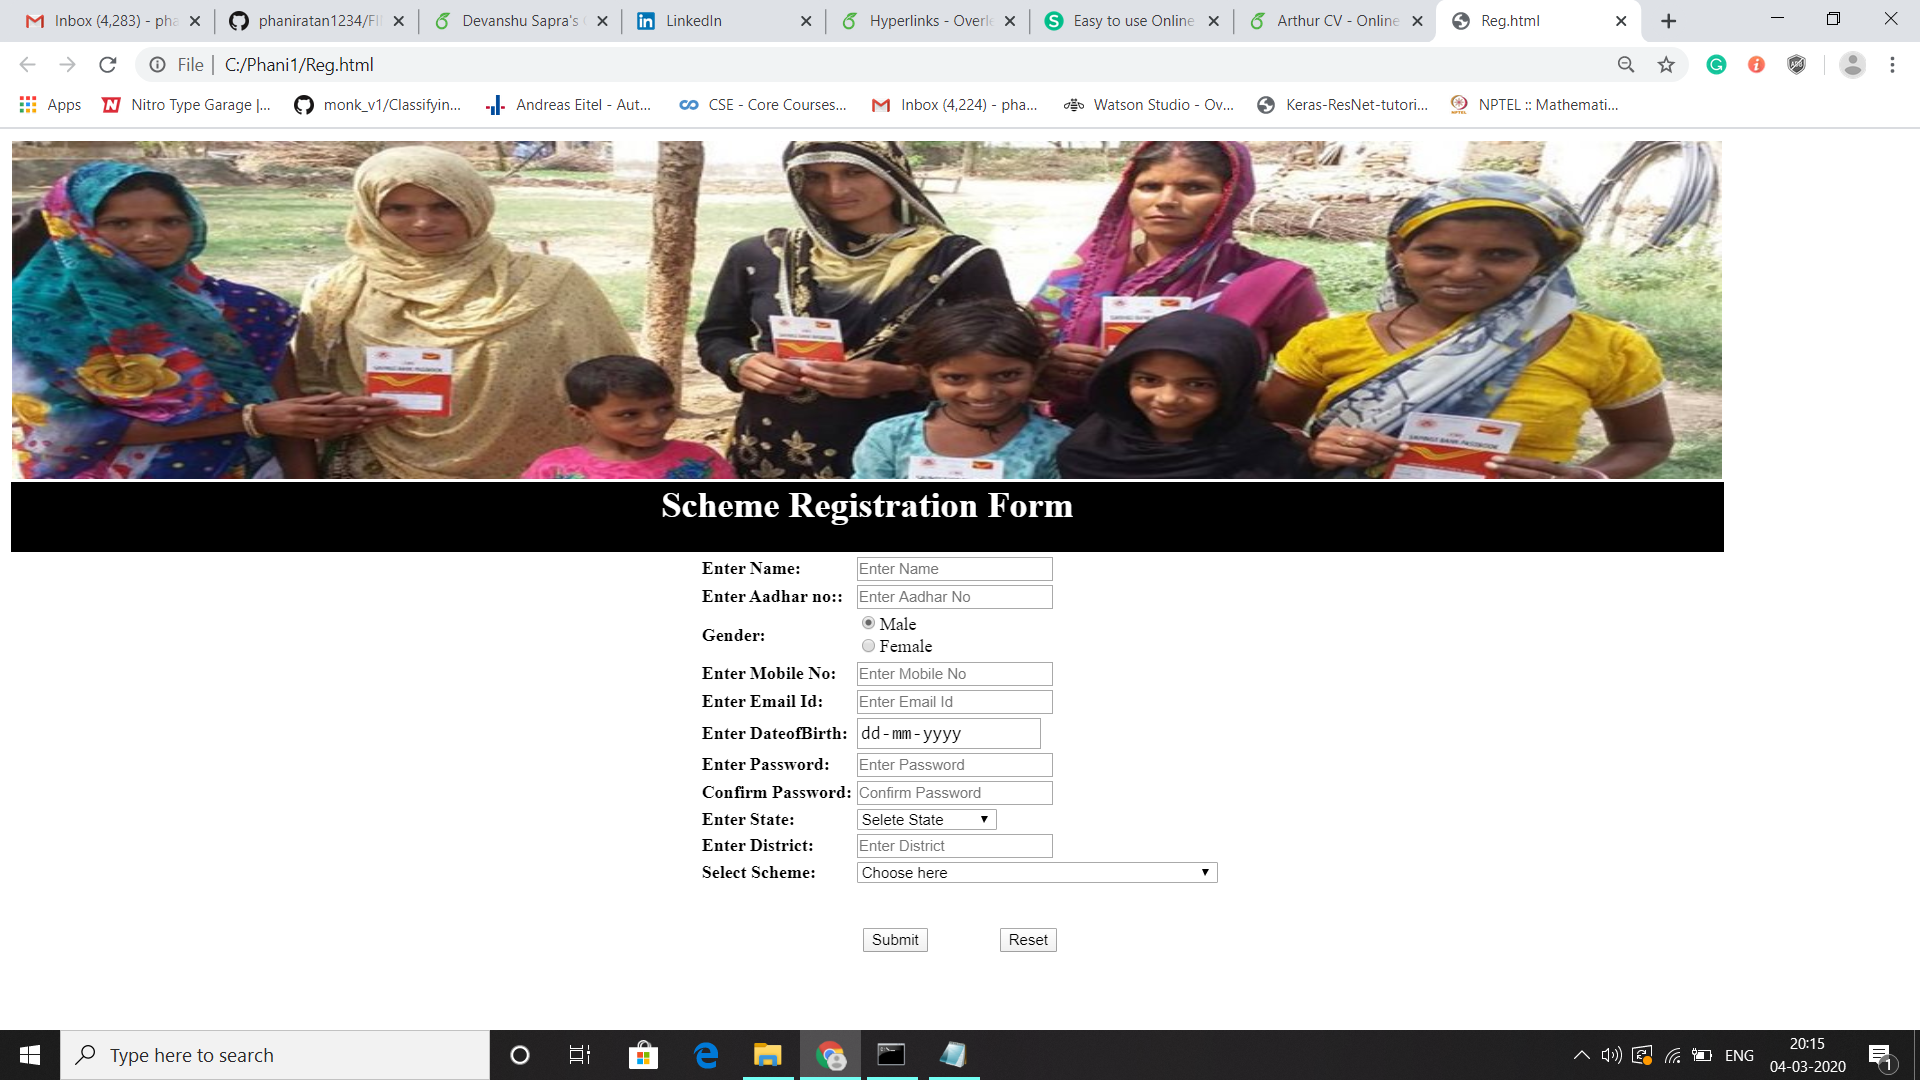 Inbox (4,283) - pha
phaniratan1234/FI
Devanshu Sapra's
LinkedIn
Hyperlinks - Overle
Easy to use Online
Arthur CV - Online
Reg.html
File | C:/Phani1/Reg.html
Apps
Nitro Type Garage |...
monk_v1/Classifyin...
Andreas Eitel - Aut...
CSE - Core Courses...
Inbox (4,224) - pha...
Watson Studio - Ov...
Keras-ResNet-tutori...
NPTEL :: Mathemati...
SAVINGS BANK PASSBOOK
Scheme Registration Form
Enter Name: Enter Name
Enter Aadhar no:: Enter Aadhar No
Gender: Male
Female
Enter Mobile No: Enter Mobile No
Enter Email Id: Enter Email Id
Enter DateofBirth: dd-mm-yyyy
Enter Password: Enter Password
Confirm Password: Confirm Password
Enter State: Selete State
Enter District: Enter District
Select Scheme: Choose here
Submit Reset
Type here to search
ENG
20:15
04-03-2020
1